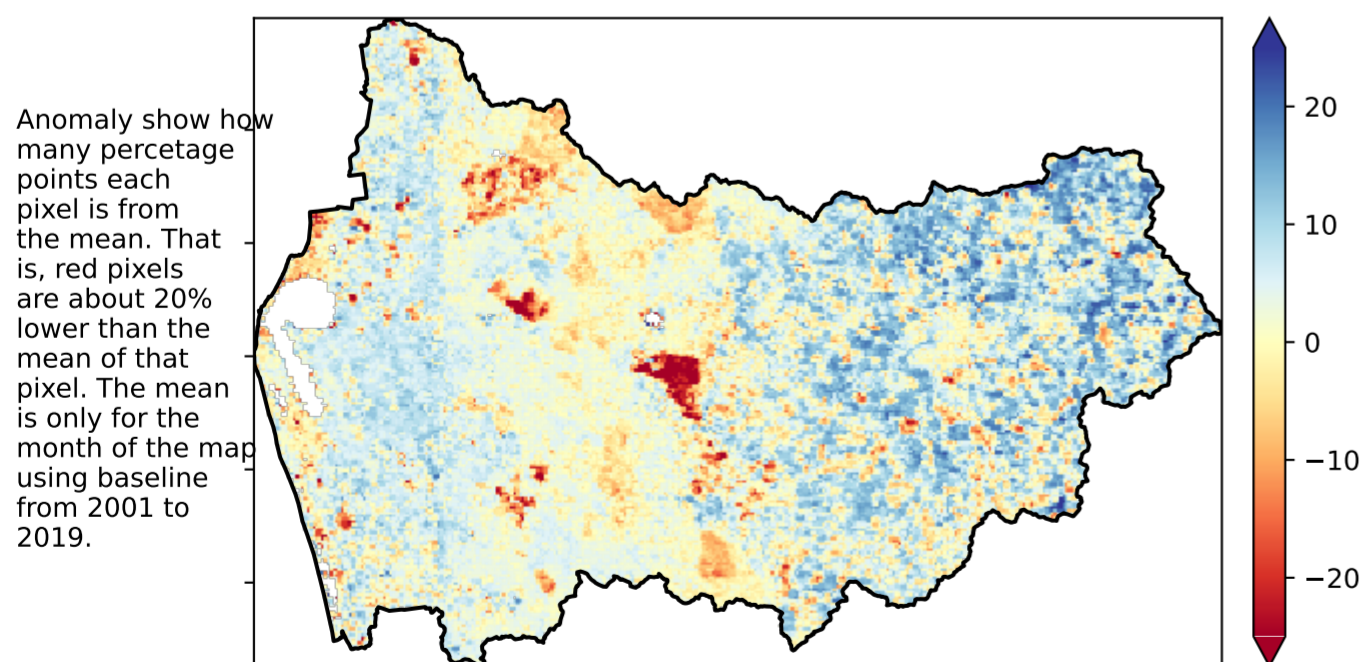 Anomaly show how
many percetage
points each
pixel is from
the mean. That
is, red pixels
are about 20%
lower than the
mean of that
pixel. The mean
is only for the
month of the map
using baseline
from 2001 to
2019.
20
10
0
−10
−20